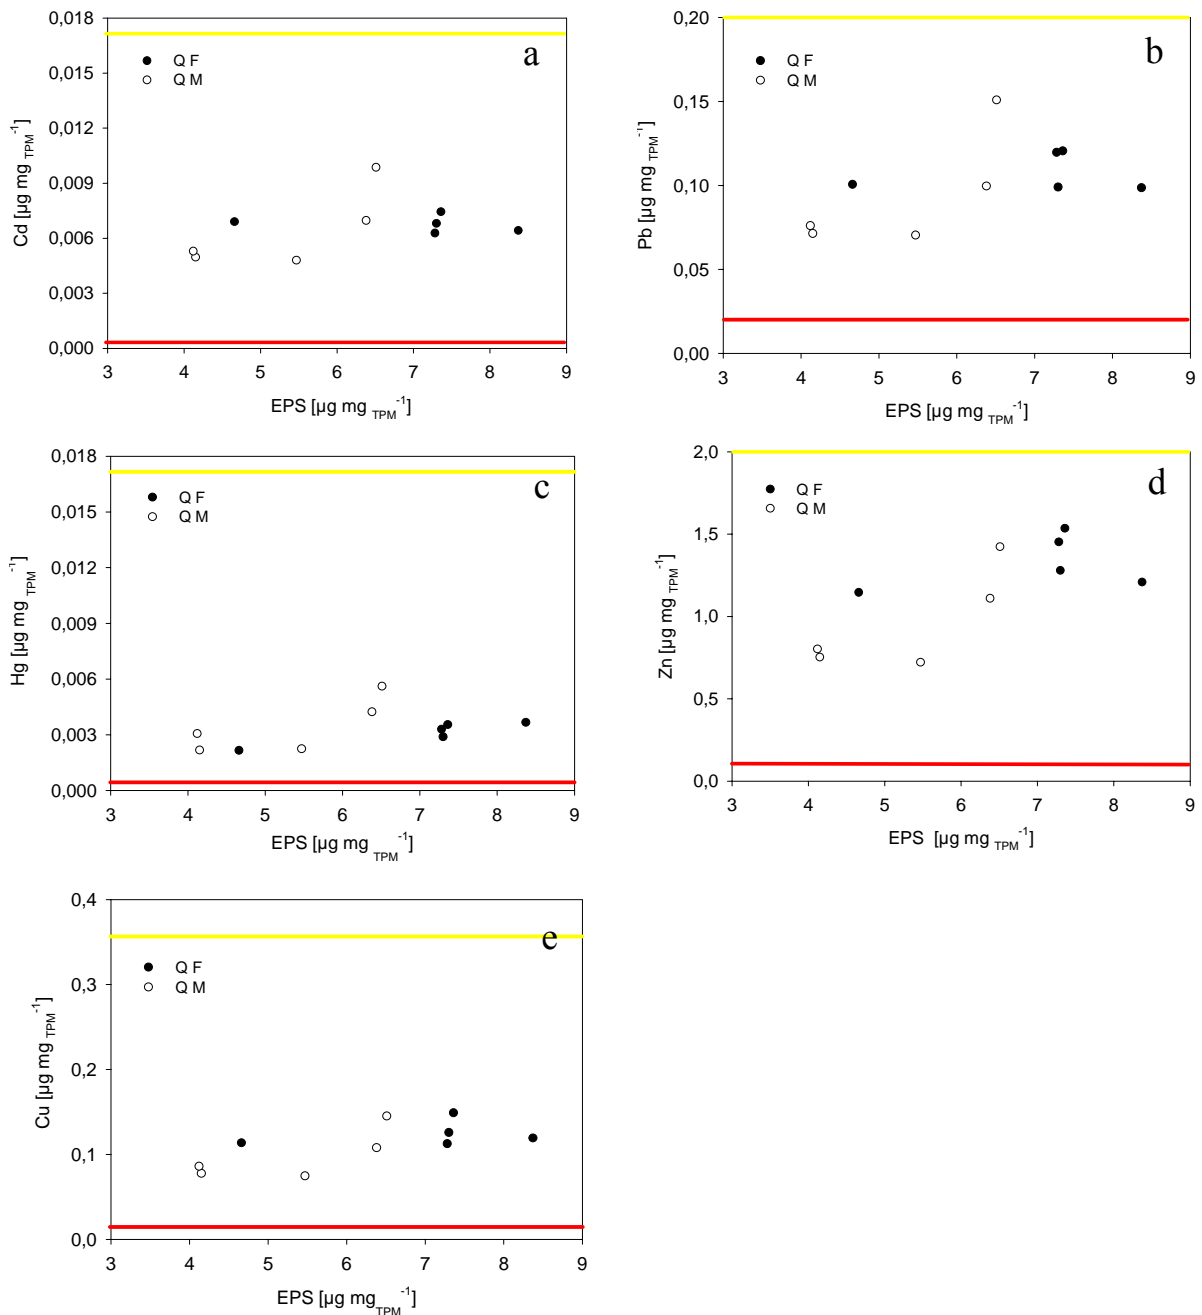 0,018
0,015
0,012
0,009
0,006
0,003
0,000
Cd [µg mg TPM⁻¹]
a
Q F
Q M
3 4 5 6 7 8 9
EPS [µg mg TPM⁻¹]
0,20
0,15
0,10
0,05
0,00
Pb [µg mg TPM⁻¹]
b
Q F
Q M
3 4 5 6 7 8 9
EPS [µg mg TPM⁻¹]
0,018
0,015
0,012
0,009
0,006
0,003
0,000
Hg [µg mg TPM⁻¹]
c
Q F
Q M
3 4 5 6 7 8 9
EPS [µg mg TPM⁻¹]
2,0
1,5
1,0
0,5
0,0
Zn [µg mg TPM⁻¹]
d
Q F
Q M
3 4 5 6 7 8 9
EPS [µg mg TPM⁻¹]
0,4
0,3
0,2
0,1
0,0
Cu [µg mg TPM⁻¹]
e
Q F
Q M
3 4 5 6 7 8 9
EPS [µg mg TPM⁻¹]